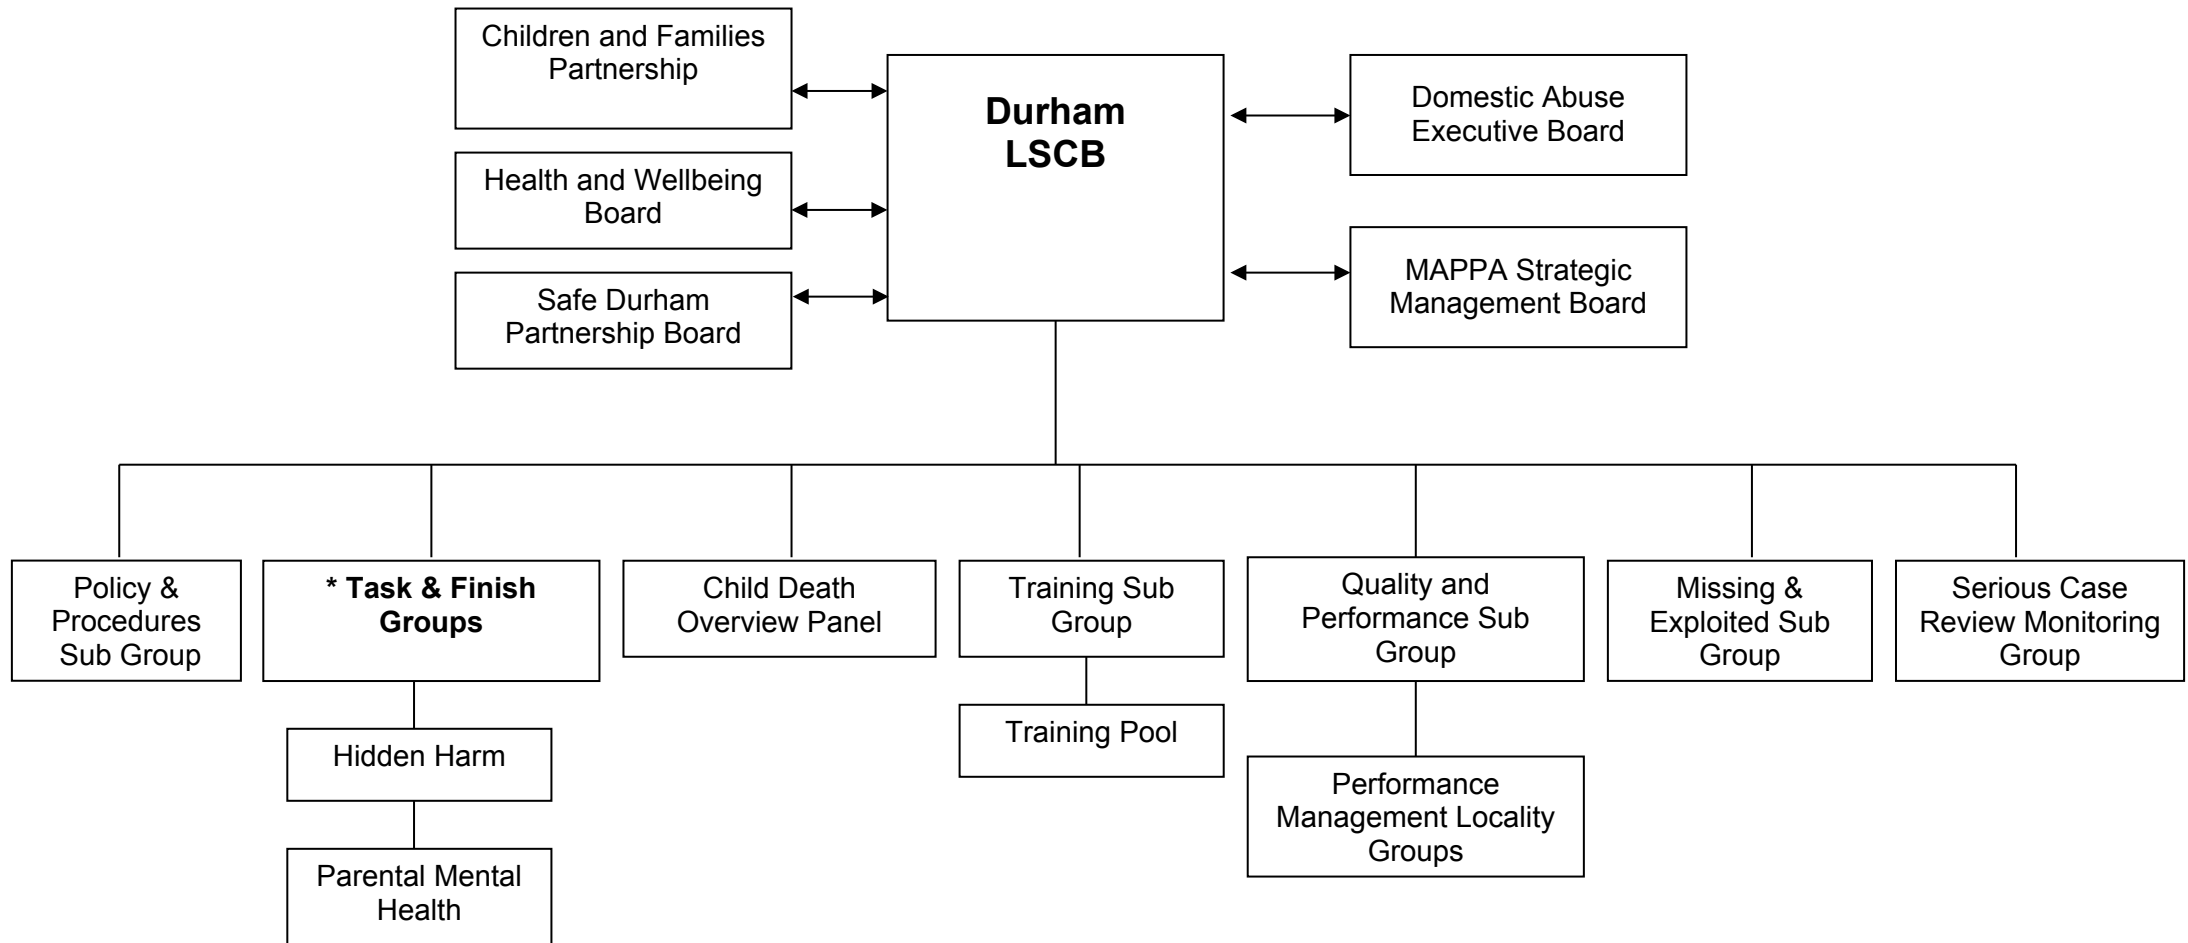 Children and Families
Partnership
Durham
LSCB
Domestic Abuse
Executive Board
Health and Wellbeing
Board
MAPPA Strategic
Management Board
Safe Durham
Partnership Board
Policy &
Procedures
Sub Group
* Task & Finish
Groups
Child Death
Overview Panel
Training Sub
Group
Quality and
Performance Sub
Group
Missing &
Exploited Sub
Group
Serious Case
Review Monitoring
Group
Hidden Harm
Training Pool
Performance
Management Locality
Groups
Parental Mental
Health